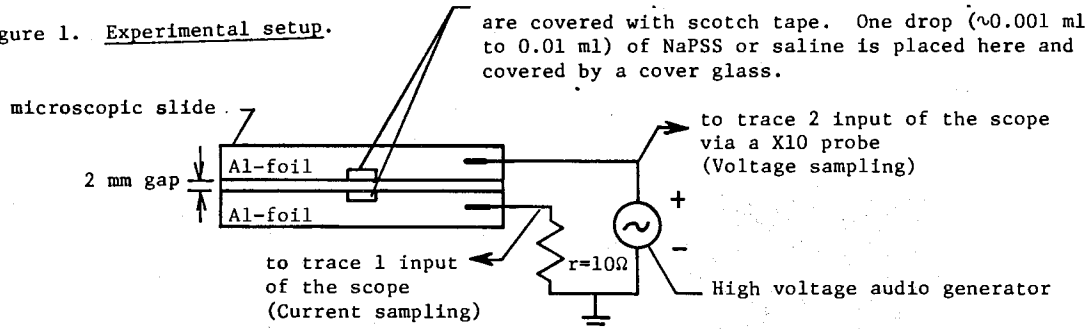 gure 1. Experimental setup.
are covered with scotch tape. One drop (~0.001 ml
to 0.01 ml) of NaPSS or saline is placed here and
covered by a cover glass.
microscopic slide
to trace 2 input of the scope
via a X10 probe
(Voltage sampling)
Al-foil
2 mm gap
Al-foil
+
~
-
to trace 1 input
of the scope
(Current sampling)
r=10Ω
High voltage audio generator